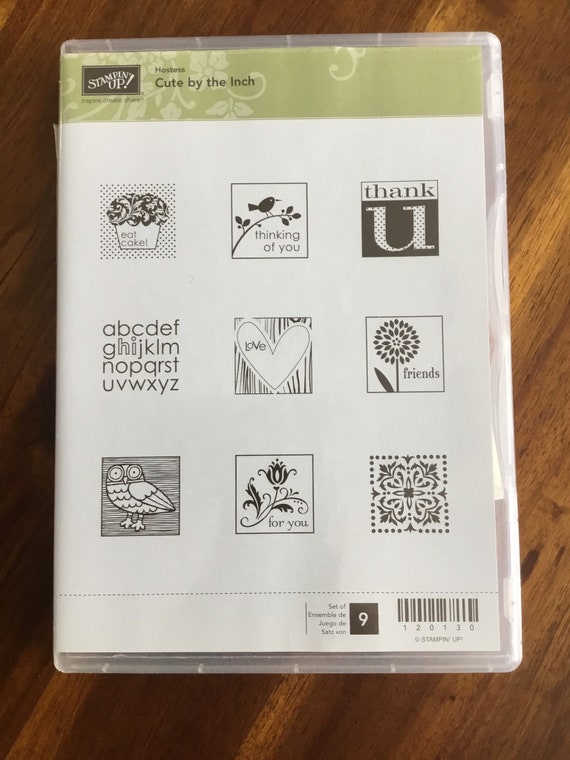 STAMPIN' UP!
inspire.create.share
Hostess
Cute by the Inch
eat
cake!
thinking
of you
thank
u
abcdef
ghijklm
nopqrst
uvwxyz
love
friends
for you
Set of
Ensemble de
Juego de
Satz von
9
120130
© STAMPIN' UP!